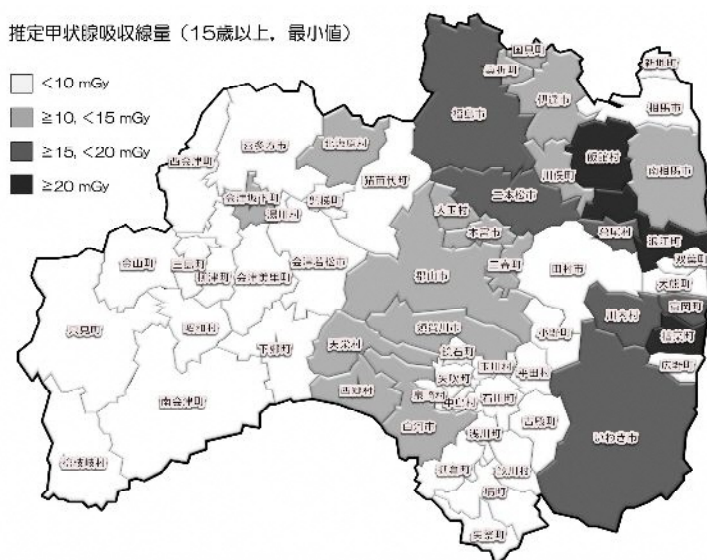 推定甲状腺吸収線量（15歳以上，最小値）
<10 mGy
≧10, <15 mGy
≧15, <20 mGy
≧20 mGy
国見町
桑折町
新地町
伊達市
相馬市
福島市
飯舘村
南相馬市
川俣町
西会津町
喜多方市
北塩原村
猪苗代町
二本松市
会津坂下町
湯川村
磐梯町
大玉村
本宮市
葛尾村
浪江町
双葉町
大熊町
富岡町
金山町
三島町
柳津町
会津美里町
会津若松市
郡山市
三春町
田村市
川内村
楢葉町
広野町
只見町
昭和村
下郷町
天栄村
須賀川市
小野町
鏡石町
矢吹町
玉川村
平田村
南会津町
西郷村
泉崎村
中島村
石川町
白河市
浅川町
古殿町
いわき市
檜枝岐村
棚倉町
鮫川村
塙町
矢祭町